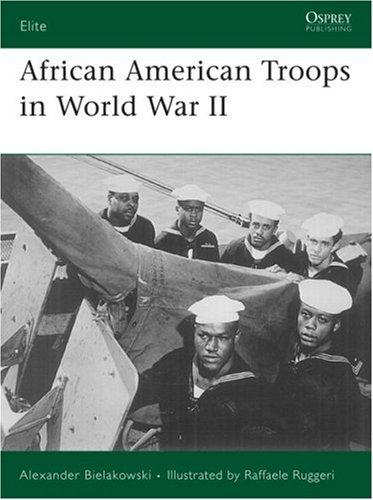 Elite
OSPREY
PUBLISHING
African American Troops
in World War II
Alexander Bielakowski • Illustrated by Raffaele Ruggeri